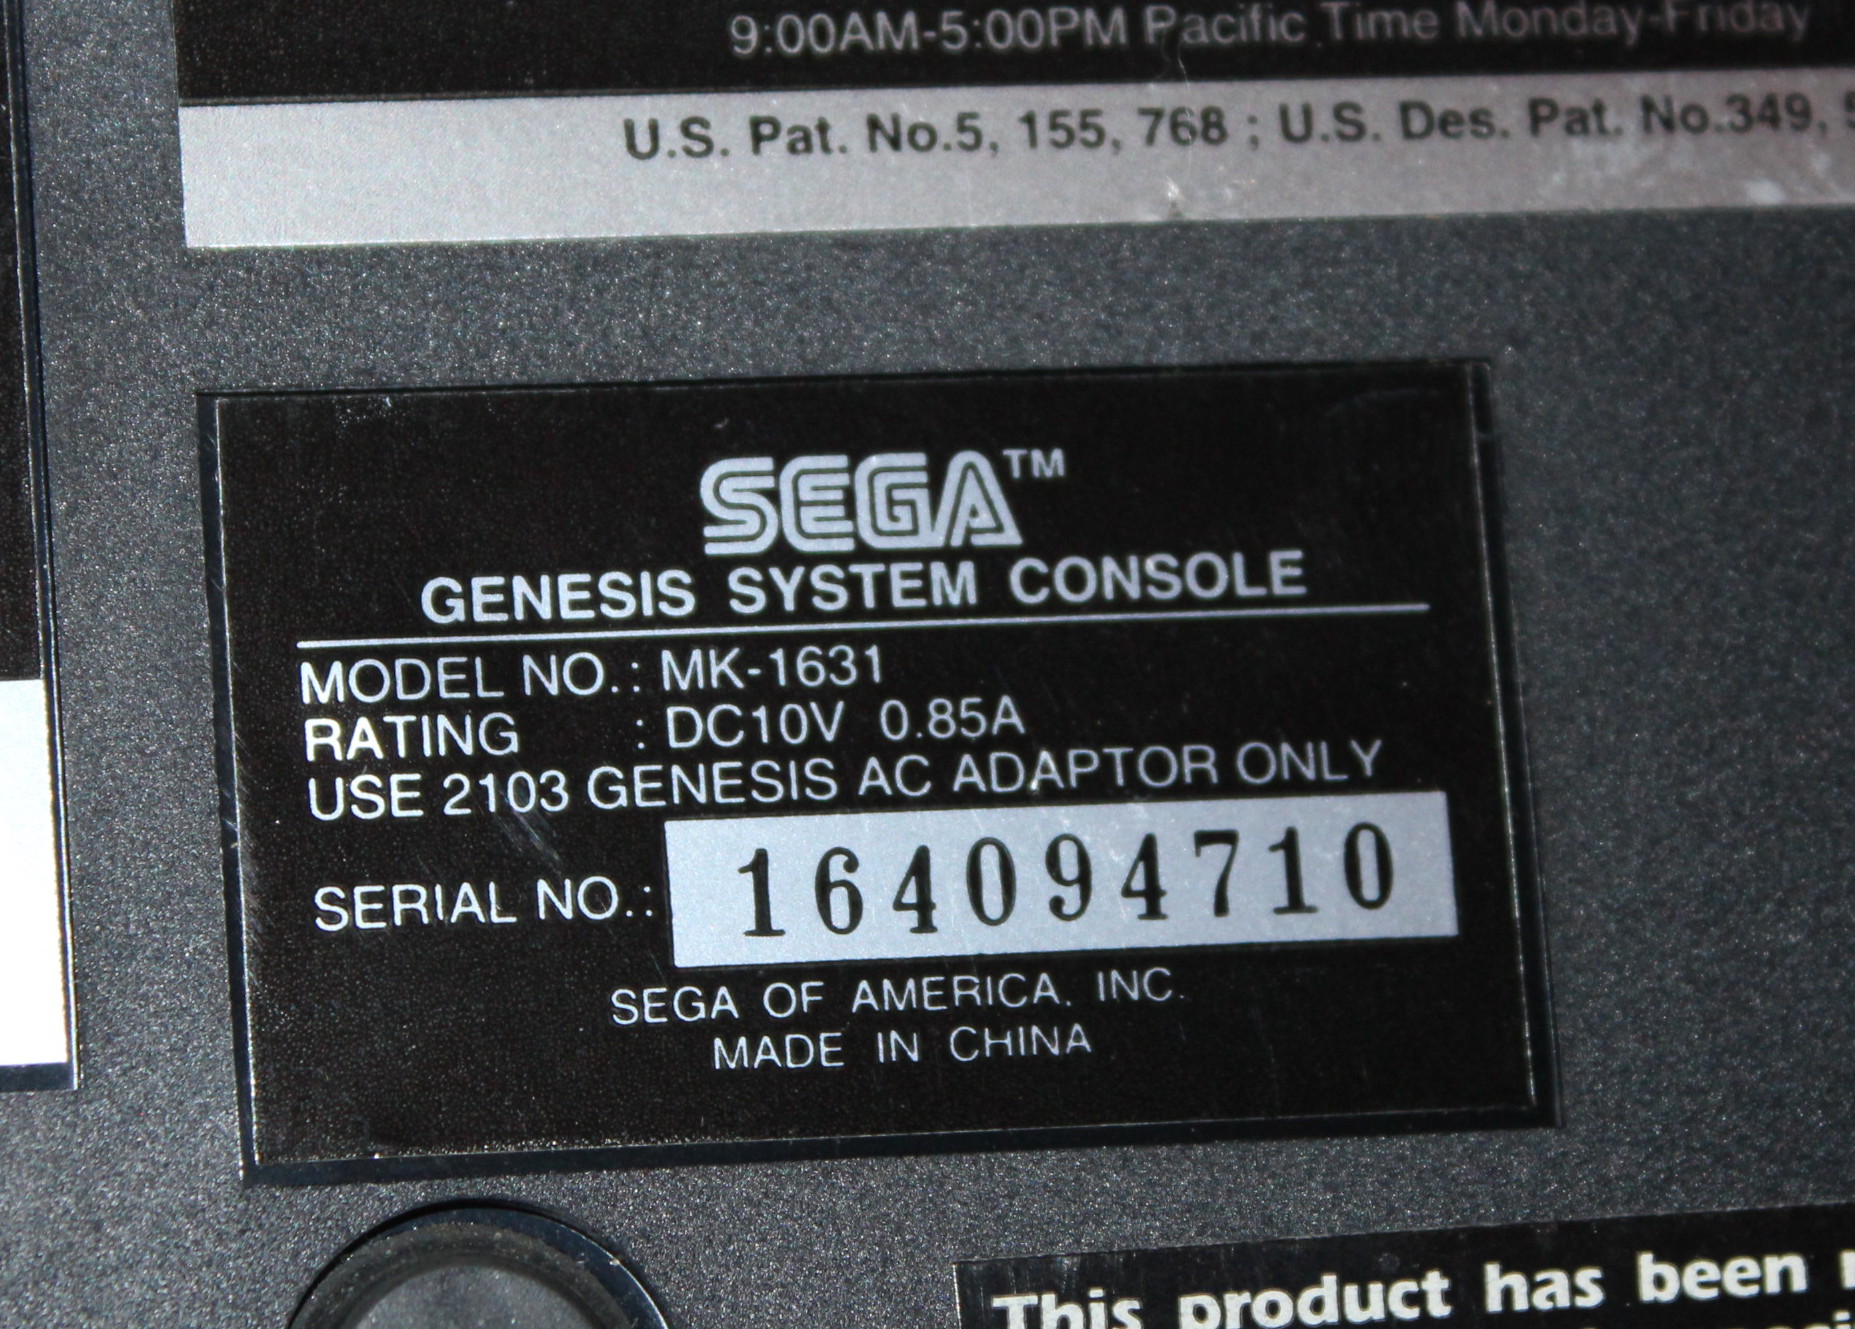 9:00AM-5:00PM Pacific Time Monday-Friday
U.S. Pat. No.5, 155, 768 ; U.S. Des. Pat. No.349,
SEGA™
GENESIS SYSTEM CONSOLE
MODEL NO.: MK-1631
RATING : DC10V 0.85A
USE 2103 GENESIS AC ADAPTOR ONLY
SERIAL NO.: 164094710
SEGA OF AMERICA. INC.
MADE IN CHINA
This product has been